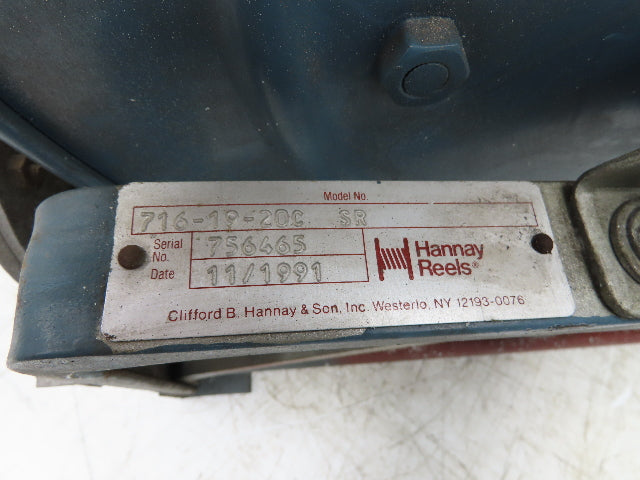 Model No.
716-19-20C SR
Serial No. 756465
Date 11/1991
Hannay Reels®
Clifford B. Hannay & Son, Inc. Westerlo, NY 12193-0076